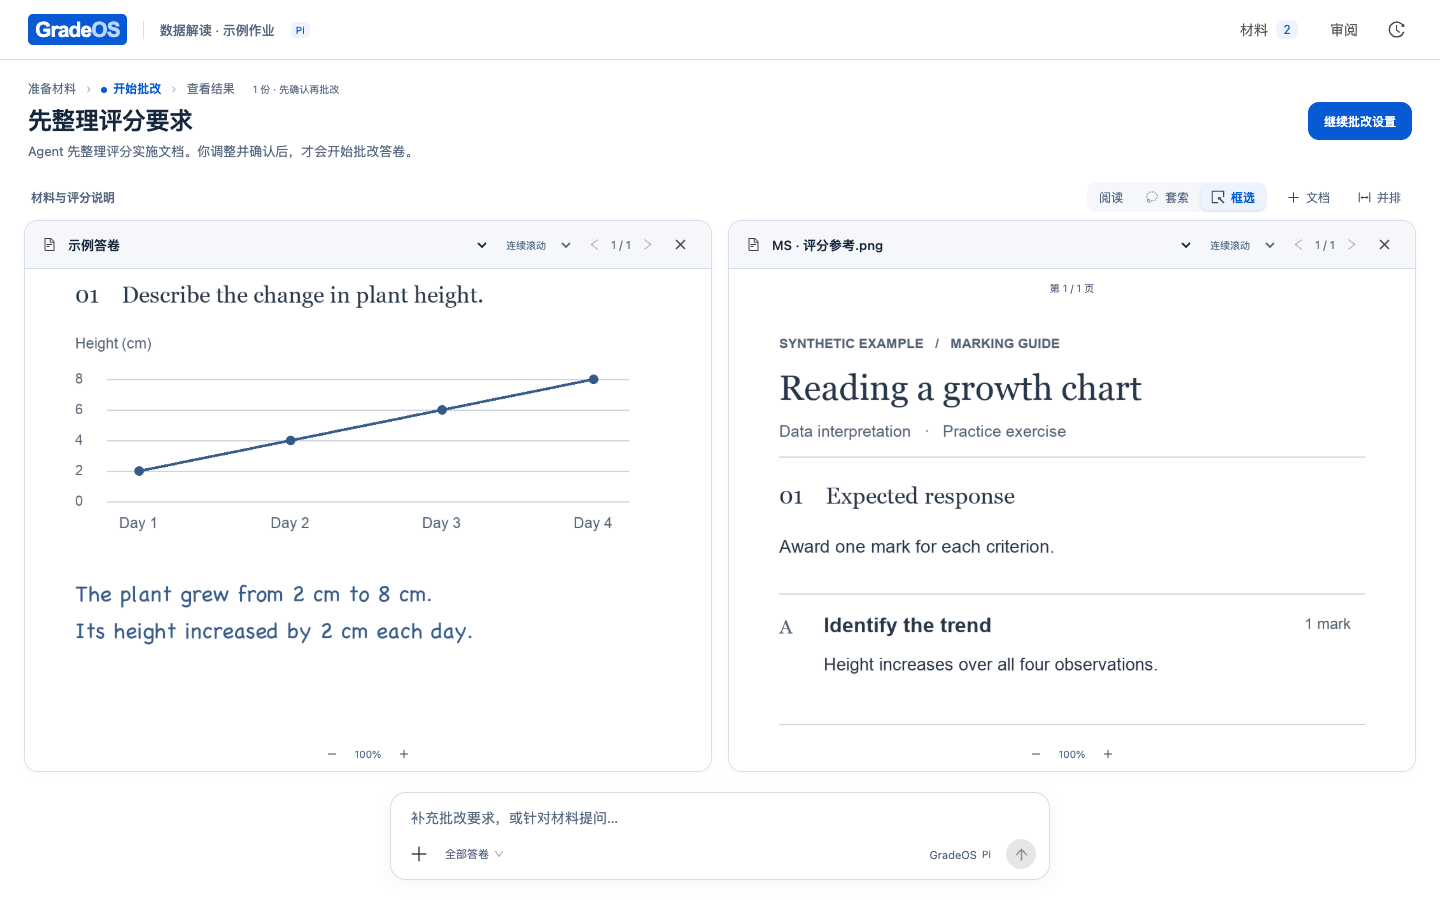 GradeOS 数据解读 · 示例作业 Pi 材料 2 审阅
准备材料 › 开始批改 › 查看结果 1 份 · 先确认再批改
先整理评分要求
继续批改设置
Agent 先整理评分实施文档。你调整并确认后，才会开始批改答卷。
材料与评分说明 阅读 套索 框选 + 文档 并排
示例答卷 连续滚动 1 / 1
01 Describe the change in plant height.
Height (cm)
8
6
4
2
0
Day 1 Day 2 Day 3 Day 4
The plant grew from 2 cm to 8 cm.
Its height increased by 2 cm each day.
− 100% +
MS · 评分参考.png 连续滚动 1 / 1
第 1 / 1 页
SYNTHETIC EXAMPLE / MARKING GUIDE
Reading a growth chart
Data interpretation · Practice exercise
01 Expected response
Award one mark for each criterion.
A Identify the trend 1 mark
Height increases over all four observations.
− 100% +
补充批改要求，或针对材料提问...
+ 全部答卷 GradeOS Pi